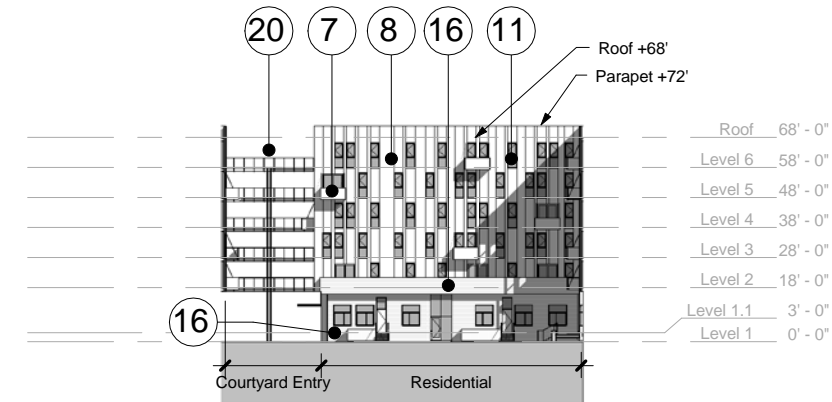 20 7 8 16 11
Roof +68'
Parapet +72'
Roof 68' - 0"
Level 6 58' - 0"
Level 5 48' - 0"
Level 4 38' - 0"
Level 3 28' - 0"
Level 2 18' - 0"
Level 1.1 3' - 0"
16
Level 1 0' - 0"
Courtyard Entry Residential